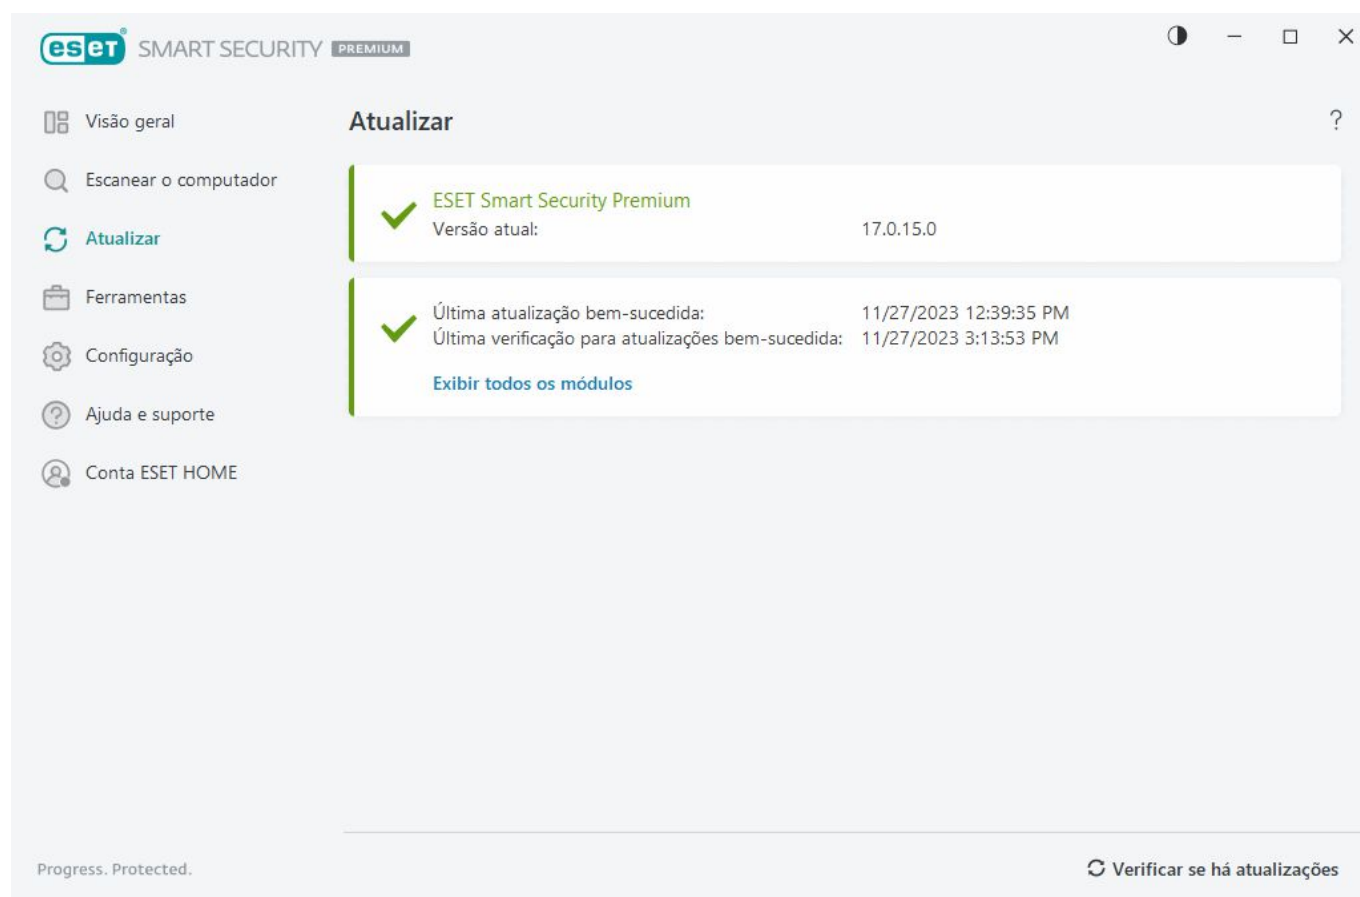 eset® SMART SECURITY PREMIUM
Visão geral
Escanear o computador
Atualizar
Ferramentas
Configuração
Ajuda e suporte
Conta ESET HOME
Atualizar ?
ESET Smart Security Premium
Versão atual: 17.0.15.0
Última atualização bem-sucedida: 11/27/2023 12:39:35 PM
Última verificação para atualizações bem-sucedida: 11/27/2023 3:13:53 PM
Exibir todos os módulos
Progress. Protected.
Verificar se há atualizações